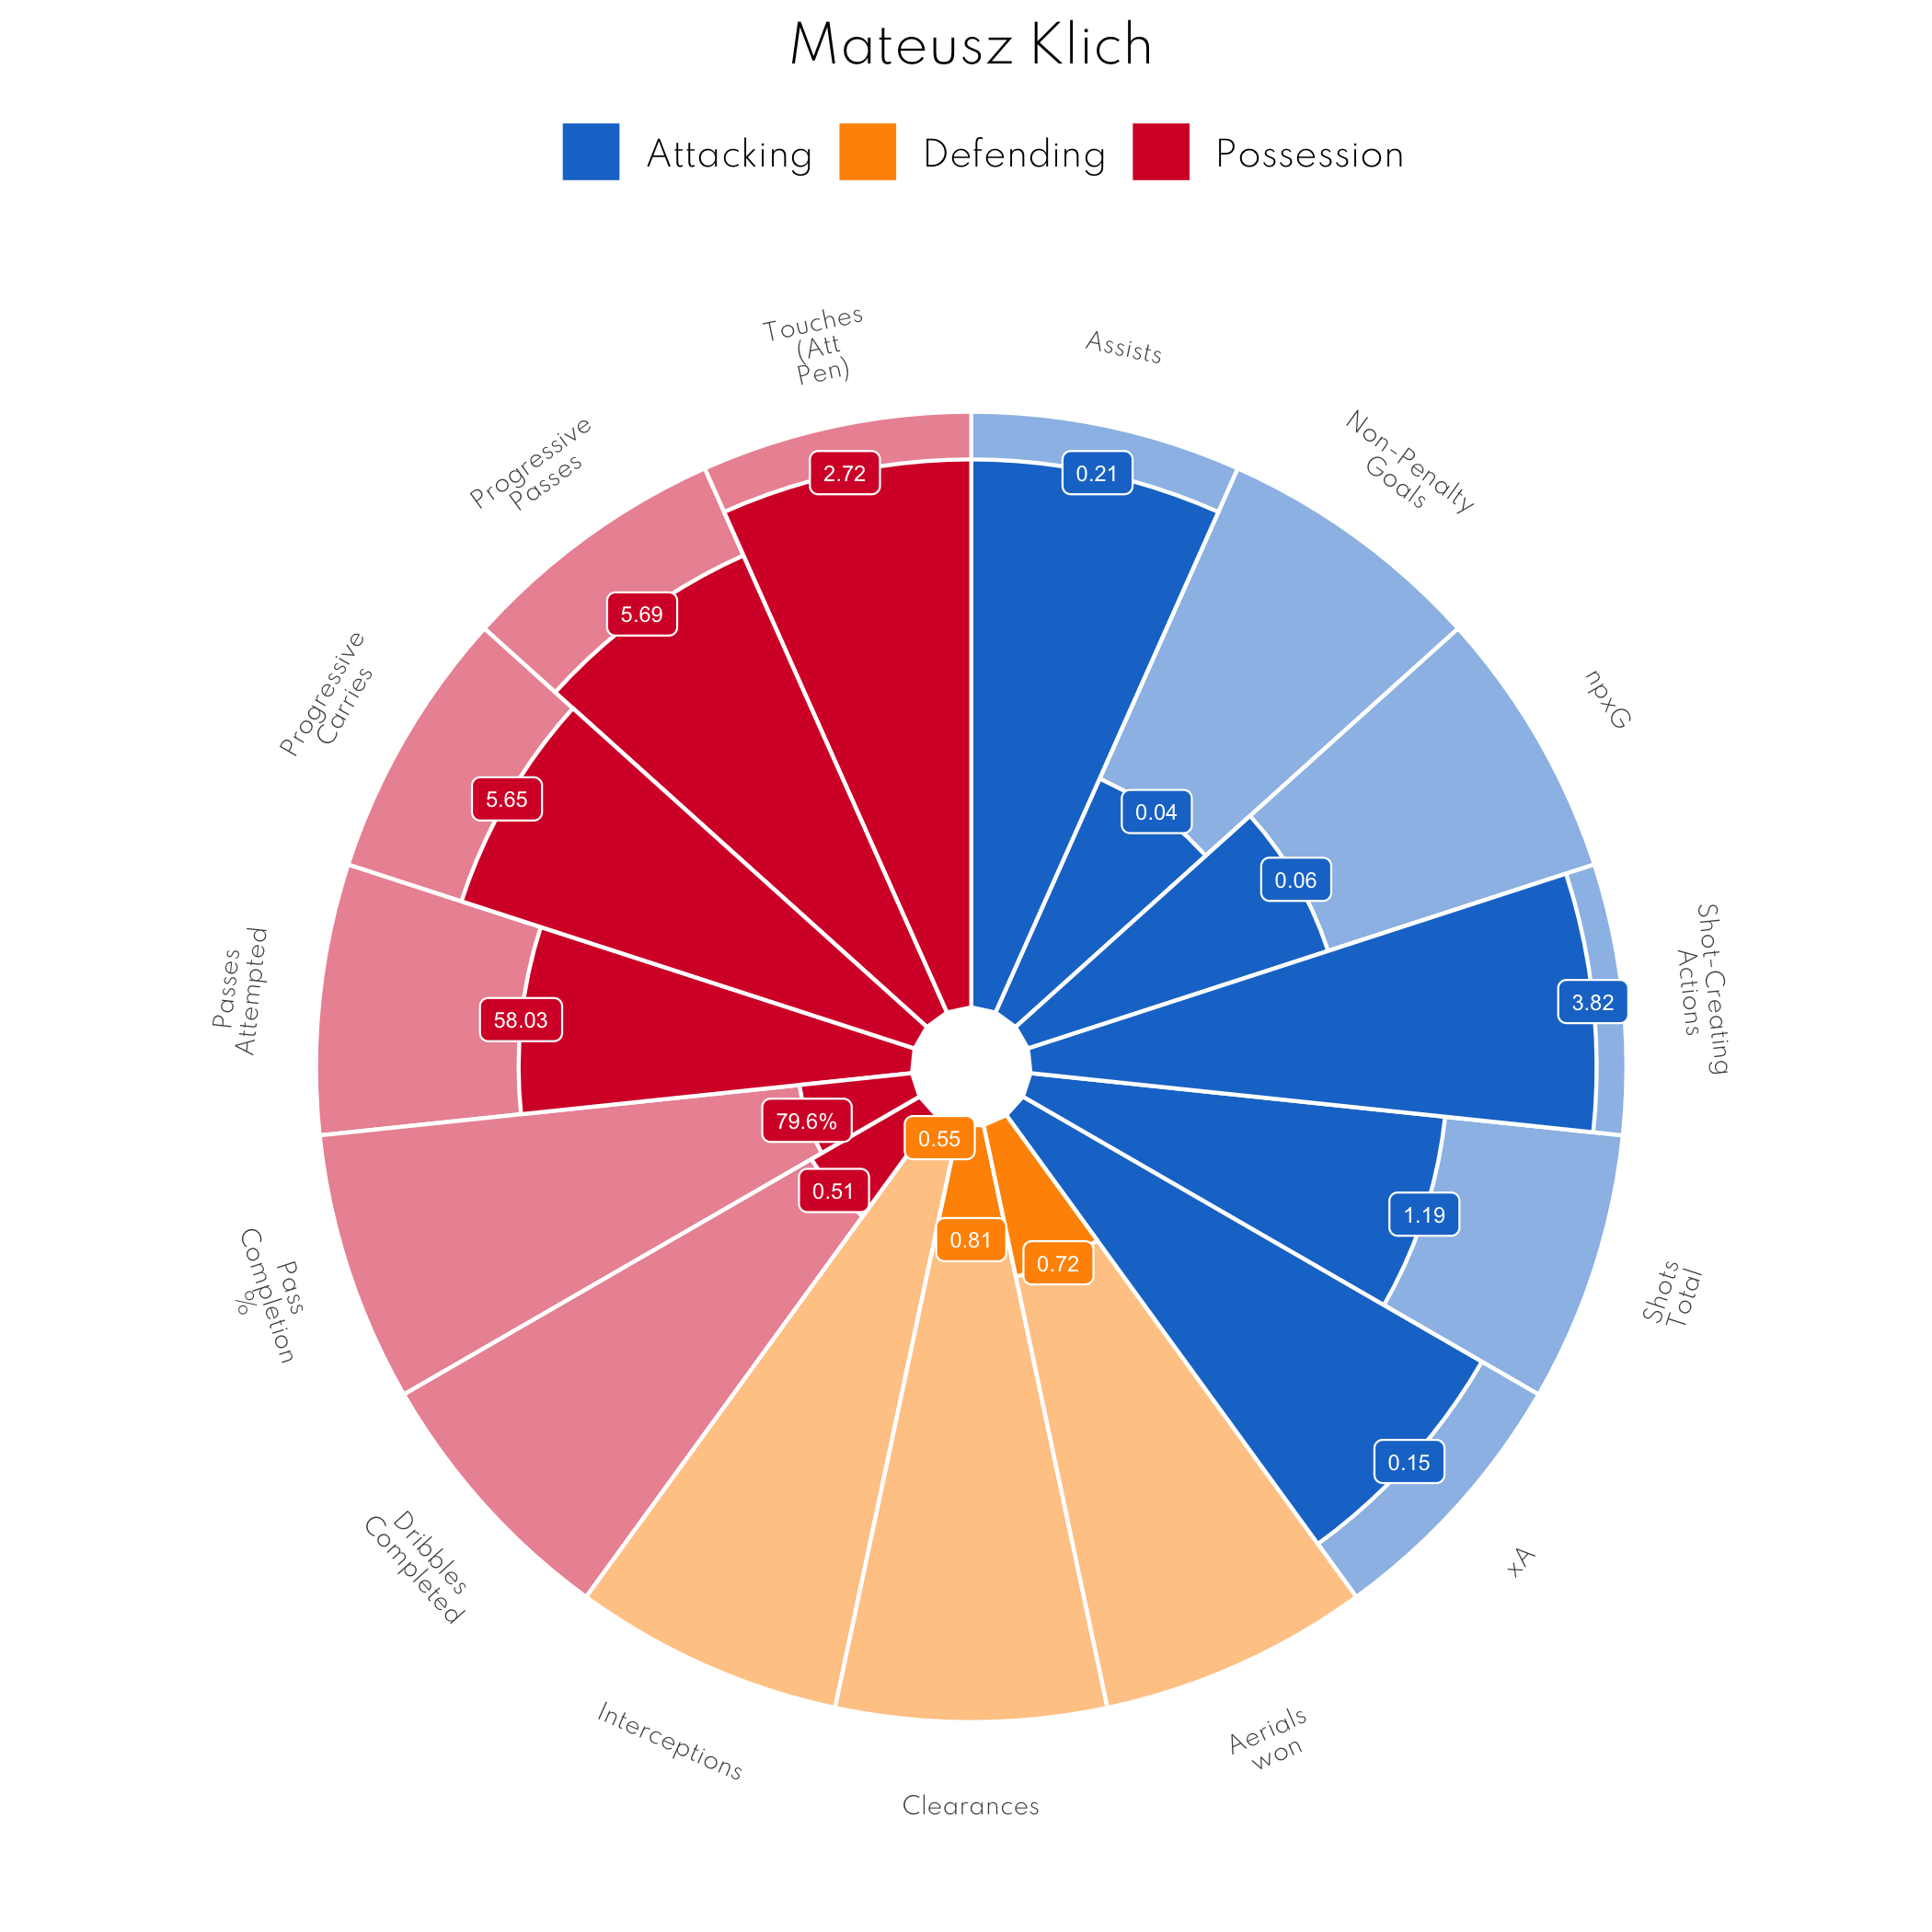 Mateusz Klich
Attacking
Defending
Possession
Touches
(Att
Pen)
Assists
Non-Penalty
Goals
npxG
Shot-Creating
Actions
Shots
Total
xA
Aerials
won
Clearances
Interceptions
Dribbles
Completed
Pass
Completion
%
Passes
Attempted
Progressive
Carries
Progressive
Passes
2.72
0.21
0.04
0.06
3.82
1.19
0.15
0.72
0.81
0.55
0.51
79.6%
58.03
5.65
5.69